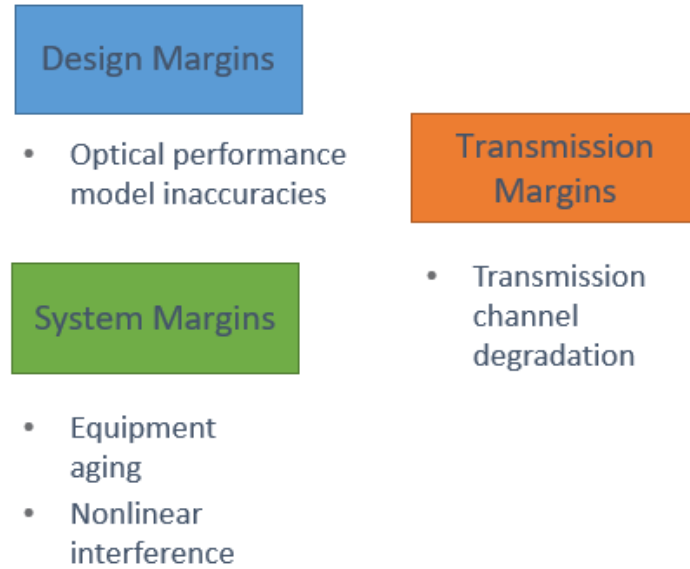 Design Margins
• Optical performance
model inaccuracies
Transmission
Margins
• Transmission
channel
degradation
System Margins
• Equipment
aging
• Nonlinear
interference